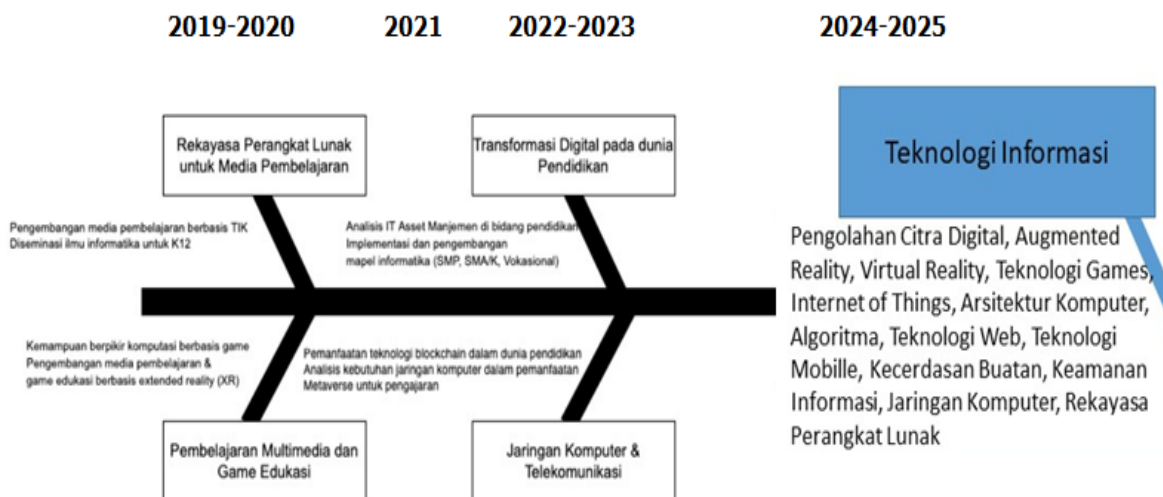 2019-2020 2021 2022-2023 2024-2025
Rekayasa Perangkat Lunak
untuk Media Pembelajaran
Transformasi Digital pada dunia
Pendidikan
Teknologi Informasi
Pengembangan media pembelajaran berbasis TIK
Diseminasi ilmu informatika untuk K12
Analisis IT Asset Manjemen di bidang pendidikan
Implementasi dan pengembangan
mapel informatika (SMP, SMA/K, Vokasional)
Pengolahan Citra Digital, Augmented
Reality, Virtual Reality, Teknologi Games,
Internet of Things, Arsitektur Komputer,
Algoritma, Teknologi Web, Teknologi
Mobille, Kecerdasan Buatan, Keamanan
Informasi, Jaringan Komputer, Rekayasa
Perangkat Lunak
Kemampuan berpikir komputasi berbasis game
Pengembangan media pembelajaran &
game edukasi berbasis extended reality (XR)
Pemanfaatan teknologi blockchain dalam dunia pendidikan
Analisis kebutuhan jaringan komputer dalam pemanfaatan
Metaverse untuk pengajaran
Pembelajaran Multimedia dan
Game Edukasi
Jaringan Komputer &
Telekomunikasi